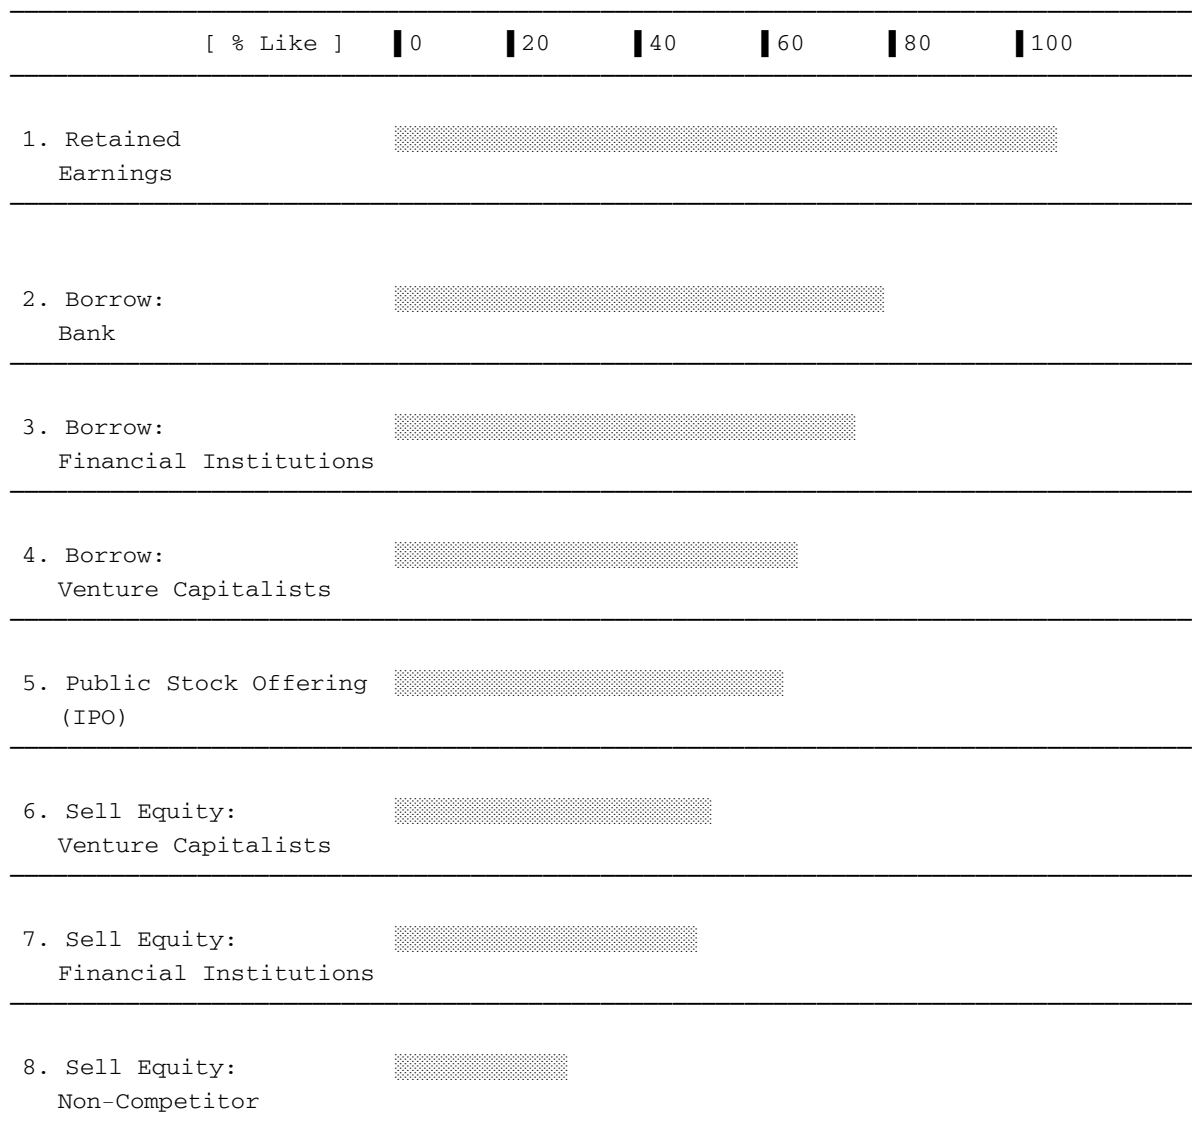 [ % Like ] 0 20 40 60 80 100
1. Retained
Earnings
2. Borrow:
Bank
3. Borrow:
Financial Institutions
4. Borrow:
Venture Capitalists
5. Public Stock Offering
(IPO)
6. Sell Equity:
Venture Capitalists
7. Sell Equity:
Financial Institutions
8. Sell Equity:
Non-Competitor